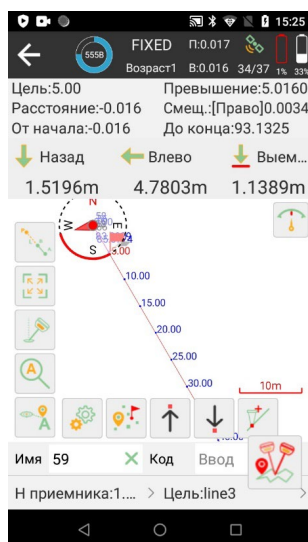 15:25
5558 FIXED П:0.017
Возраст1 В:0.016 34/37 1% 33%
Цель:5.00 Превышение:5.0160
Расстояние:-0.016 Смещ.:[Право]0.0034
От начала:-0.016 До конца:93.1325
Назад Влево Выем...
1.5196m 4.7803m 1.1389m
N
W E
S 5.00
10.00
15.00
20.00
25.00
30.00
10m
A
A
Имя 59 Код Ввод
Н приемника:1.... > Цель:line3 >